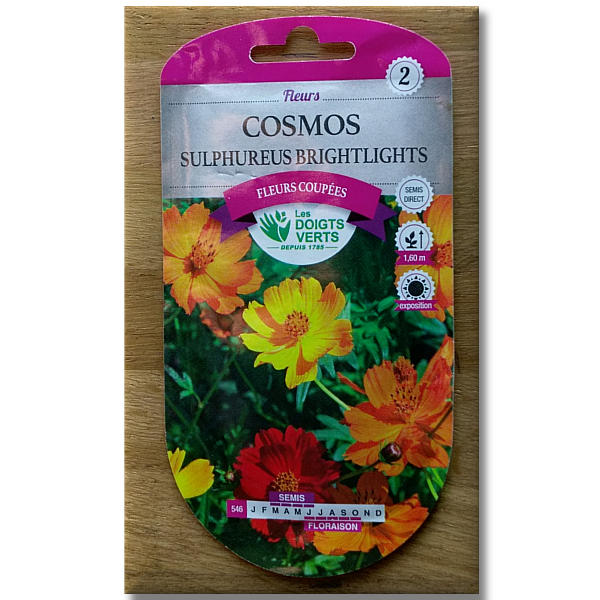 Fleurs
2
COSMOS
SULPHUREUS BRIGHTLIGHTS
FLEURS COUPÉES
SEMIS
DIRECT
Les
DOIGTS
VERTS
DEPUIS 1785
1,60 m
exposition
SEMIS
546 J F M A M J J A S O N D
FLORAISON